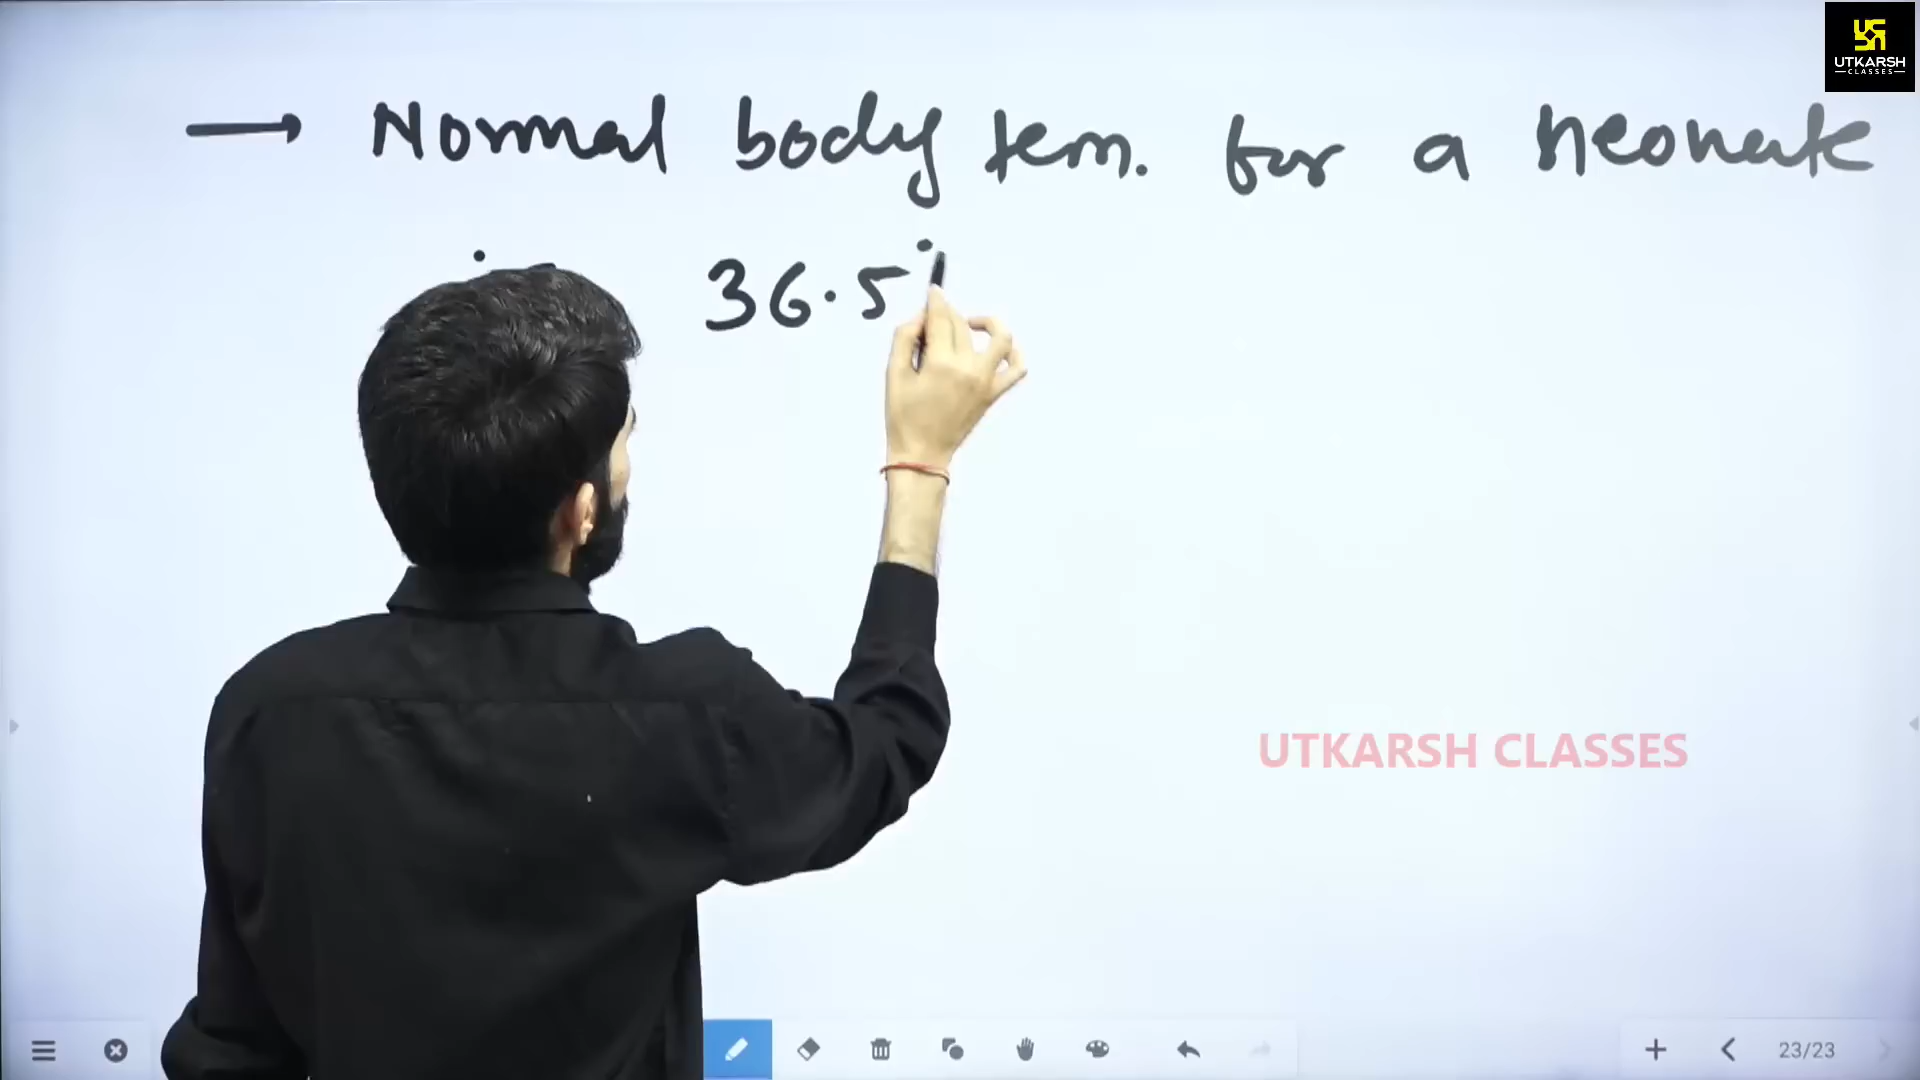 UTKARSH
CLASSES
→ Normal body tem. for a neonate
36.5°
UTKARSH CLASSES
23/23